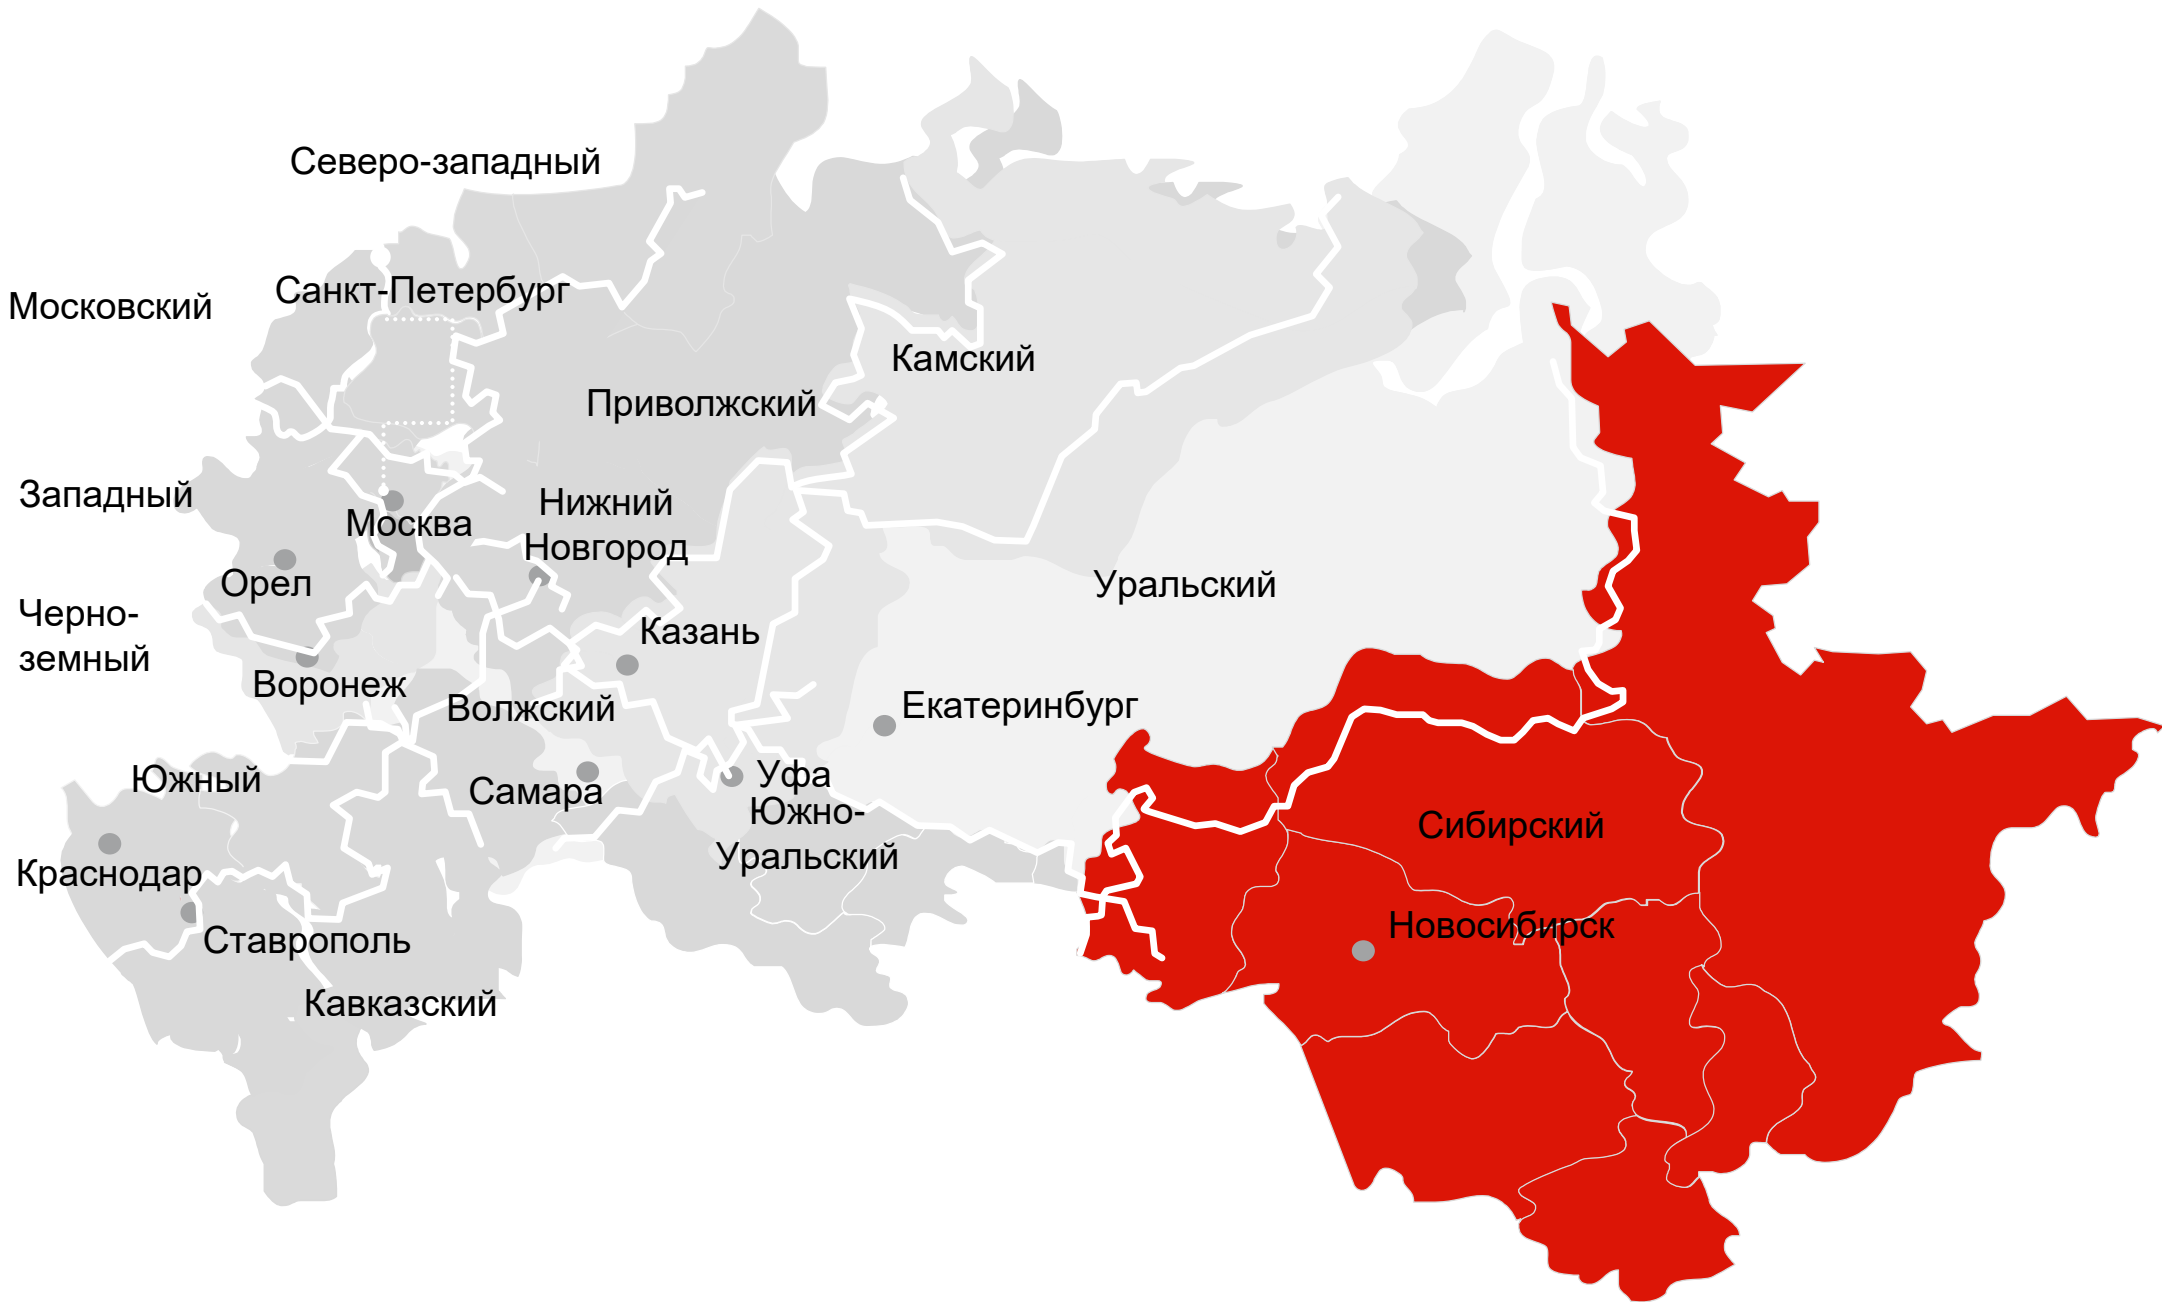 Северо-западный
Санкт-Петербург
Московский
Камский
Приволжский
Западный
Нижний
Новгород
Москва
Орел
Уральский
Черно-
земный
Казань
Воронеж
Волжский
Екатеринбург
Южный
Самара
Уфа
Южно-
Уральский
Сибирский
Краснодар
Новосибирск
Ставрополь
Кавказский